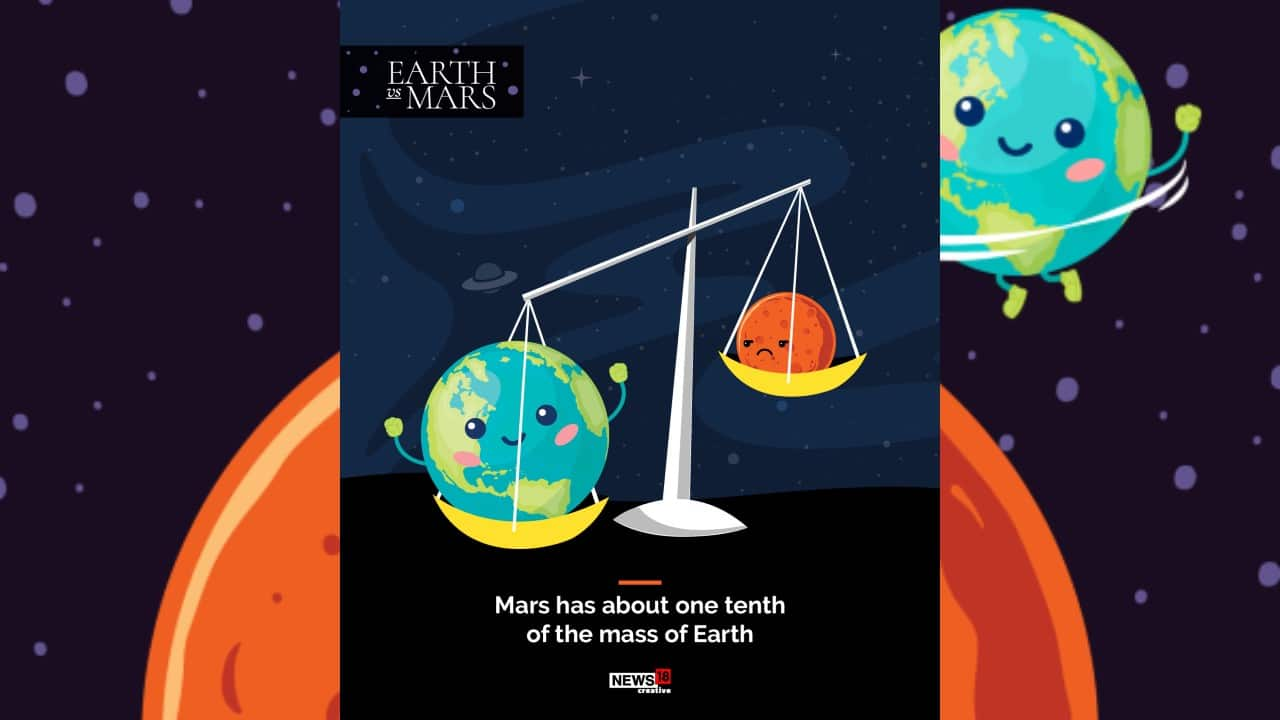 EARTH
vs MARS
Mars has about one tenth
of the mass of Earth
NEWS18
creative